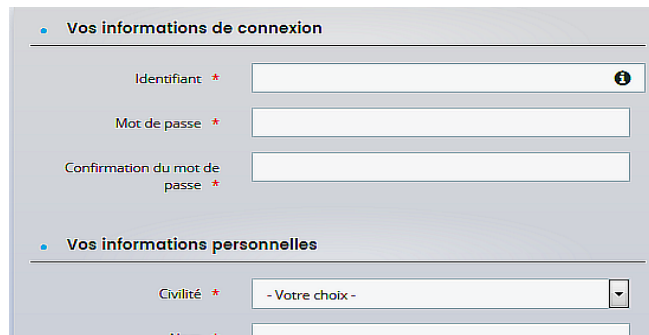 Vos informations de connexion
Identifiant *
Mot de passe *
Confirmation du mot de
passe *
Vos informations personnelles
Civilité *
- Votre choix -